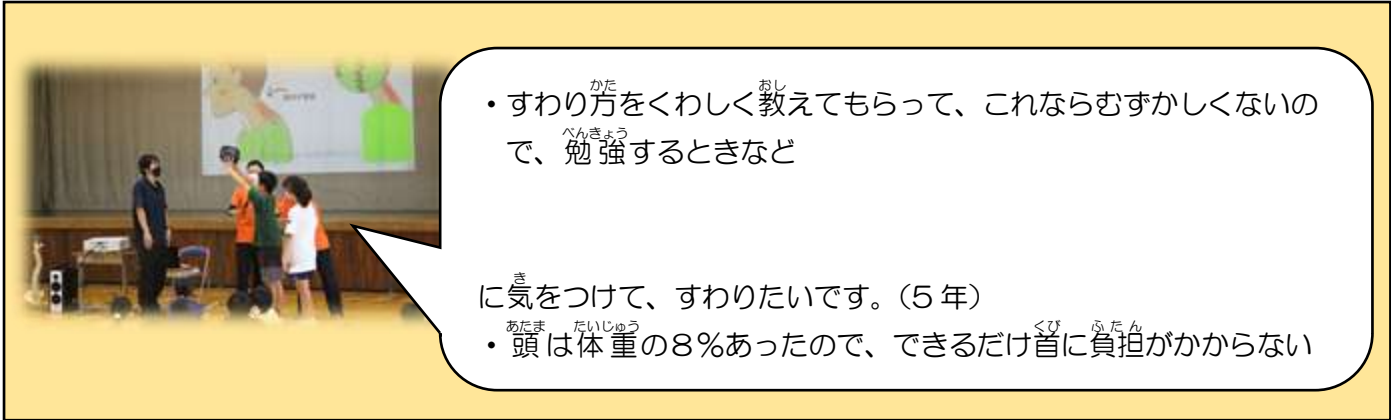 ・すわり方をくわしく教えてもらって、これならむずかしくないの
で、勉強するときなど
に気をつけて、すわりたいです。（5年）
・頭は体重の8％あったので、できるだけ首に負担がかからない